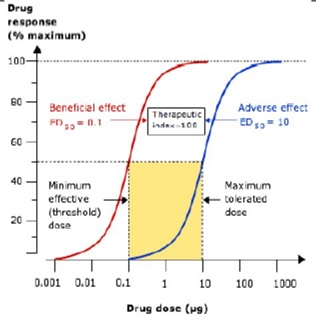 Drug
response
(% maximum)
100
80
60
40
20
Beneficial effect
ED50 = 0.1
Therapeutic
index=100
Adverse effect
ED50 = 10
Minimum
effective
(threshold)
dose
Maximum
tolerated
dose
0.001 0.01 0.1 1 10 100 1000
Drug dose (µg)